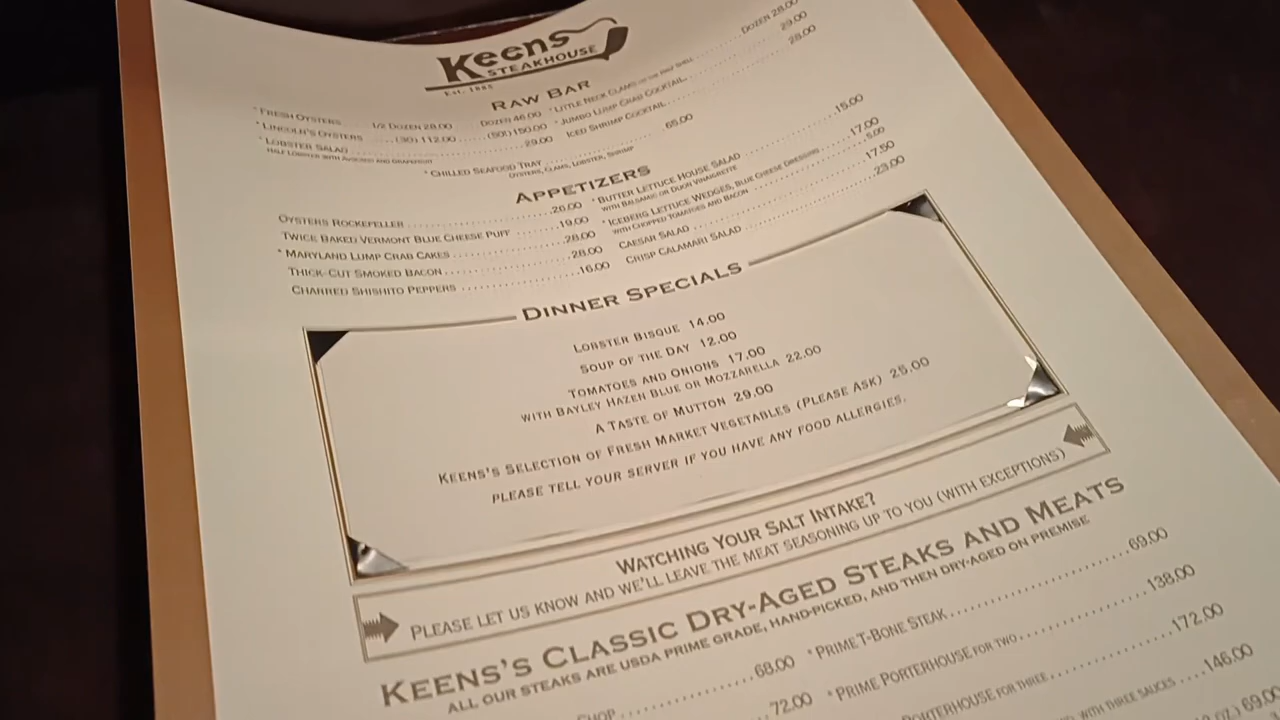 Keens
STEAKHOUSE
Est. 1885
RAW BAR
* FRESH OYSTERS ..... 1/2 DOZEN 28.00 DOZEN 46.00
* LINCOLN'S OYSTERS ..... (30) 112.00 ..... (50) 150.00
* LOBSTER SALAD ..... 29.00
HALF LOBSTER WITH AVOCADO AND GRAPEFRUIT
* LITTLE NECK CLAMS ON THE HALF SHELL ..... DOZEN 28.00
* JUMBO LUMP CRAB COCKTAIL ..... 29.00
ICED SHRIMP COCKTAIL ..... 28.00
* CHILLED SEAFOOD TRAY ..... 65.00
OYSTERS, CLAMS, LOBSTER, SHRIMP
APPETIZERS
OYSTERS ROCKEFELLER ..... 26.00
TWICE BAKED VERMONT BLUE CHEESE PUFF ..... 19.00
* MARYLAND LUMP CRAB CAKES ..... 28.00
THICK-CUT SMOKED BACON ..... 28.00
CHARRED SHISHITO PEPPERS ..... 16.00
* BUTTER LETTUCE HOUSE SALAD ..... 15.00
WITH BALSAMIC OR DIJON VINAIGRETTE
* ICEBERG LETTUCE WEDGES, BLUE CHEESE DRESSING ..... 17.00
WITH CHOPPED TOMATOES AND BACON ..... 5.00
CAESAR SALAD ..... 17.50
CRISP CALAMARI SALAD ..... 23.00
DINNER SPECIALS
LOBSTER BISQUE 14.00
SOUP OF THE DAY 12.00
TOMATOES AND ONIONS 17.00
WITH BAYLEY HAZEN BLUE OR MOZZARELLA 22.00
A TASTE OF MUTTON 29.00
KEENS'S SELECTION OF FRESH MARKET VEGETABLES (PLEASE ASK) 25.00
PLEASE TELL YOUR SERVER IF YOU HAVE ANY FOOD ALLERGIES.
WATCHING YOUR SALT INTAKE?
PLEASE LET US KNOW AND WE'LL LEAVE THE MEAT SEASONING UP TO YOU (WITH EXCEPTIONS)
KEENS'S CLASSIC DRY-AGED STEAKS AND MEATS
ALL OUR STEAKS ARE USDA PRIME GRADE, HAND-PICKED, AND THEN DRY-AGED ON PREMISE
CHOP ..... 68.00
72.00
* PRIME T-BONE STEAK ..... 69.00
* PRIME PORTERHOUSE FOR TWO ..... 138.00
PORTERHOUSE FOR THREE ..... 172.00
WITH THREE SAUCES ..... 146.00
69.00